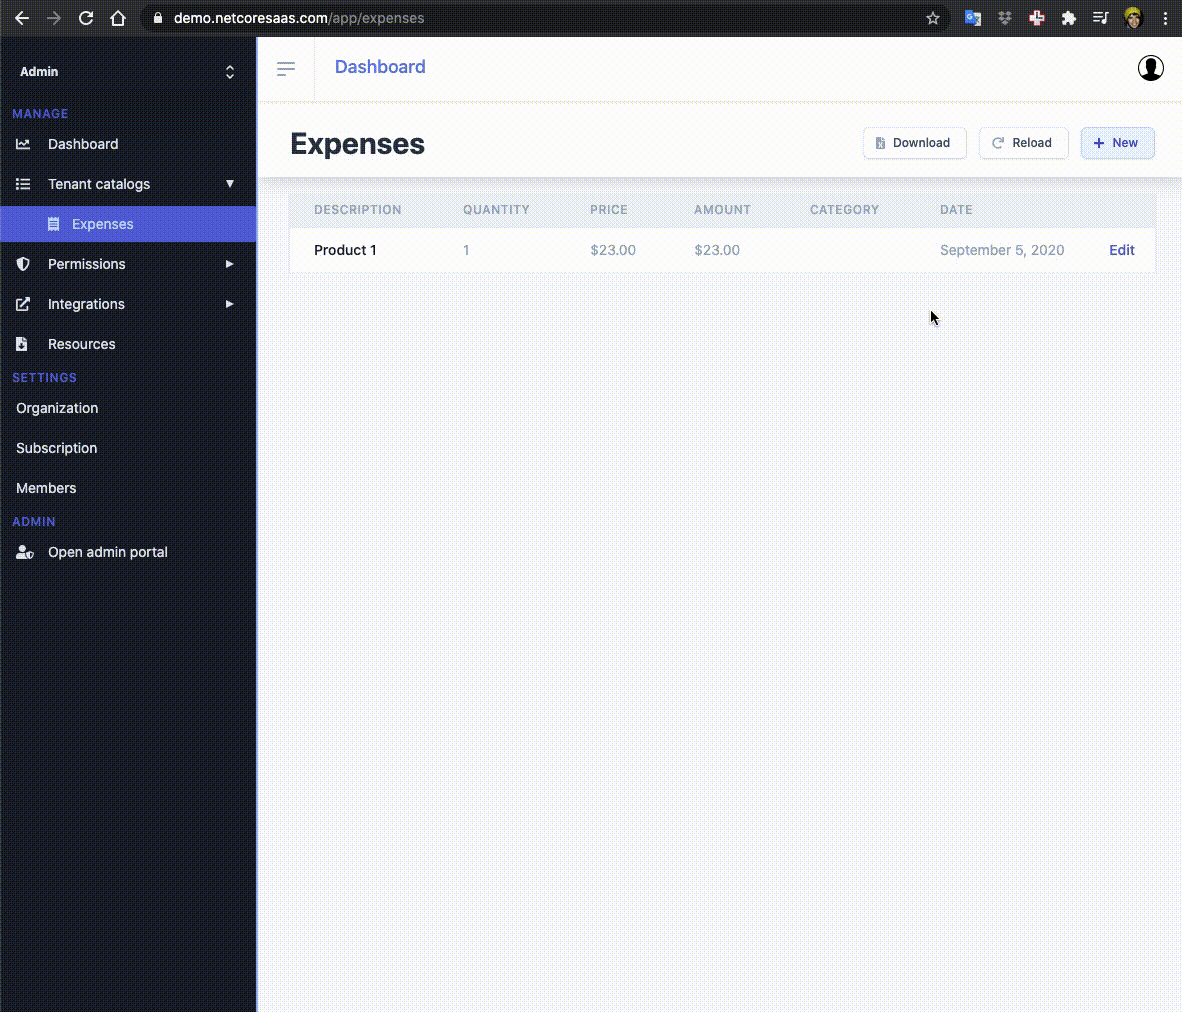 demo.netcoresaas.com/app/expenses
Admin
MANAGE
Dashboard
Tenant catalogs
Expenses
Permissions
Integrations
Resources
SETTINGS
Organization
Subscription
Members
ADMIN
Open admin portal
Dashboard
Expenses
Download
Reload
New
DESCRIPTION QUANTITY PRICE AMOUNT CATEGORY DATE
Product 1 1 $23.00 $23.00 September 5, 2020 Edit